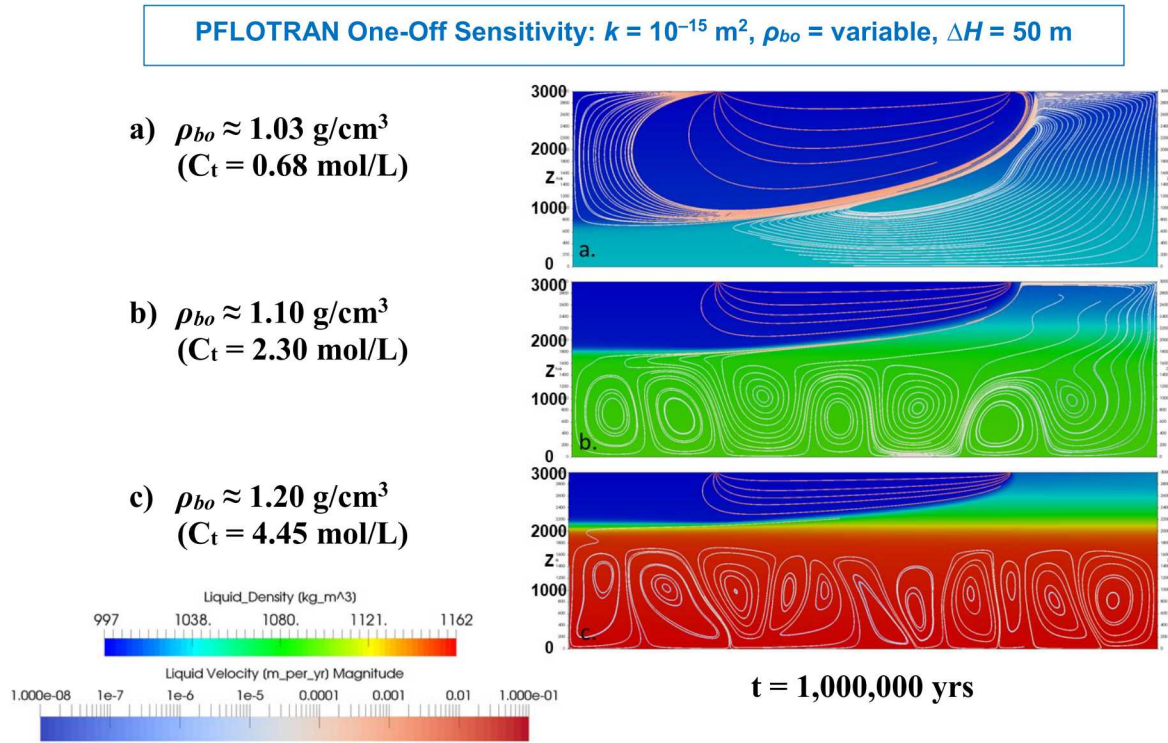 PFLOTRAN One-Off Sensitivity: k = 10⁻¹⁵ m², ρbo = variable, ΔH = 50 m
a) ρbo ≈ 1.03 g/cm³
(Ct = 0.68 mol/L)
3000
2000
Z
1000
0
a.
b) ρbo ≈ 1.10 g/cm³
(Ct = 2.30 mol/L)
3000
2000
Z
1000
0
b.
c) ρbo ≈ 1.20 g/cm³
(Ct = 4.45 mol/L)
3000
2000
Z
1000
0
c.
Liquid_Density [kg_m^3]
997 1038. 1080. 1121. 1162
Liquid Velocity [m_per_yr] Magnitude
1.000e-08 1e-7 1e-6 1e-5 0.0001 0.001 0.01 1.000e-01
t = 1,000,000 yrs